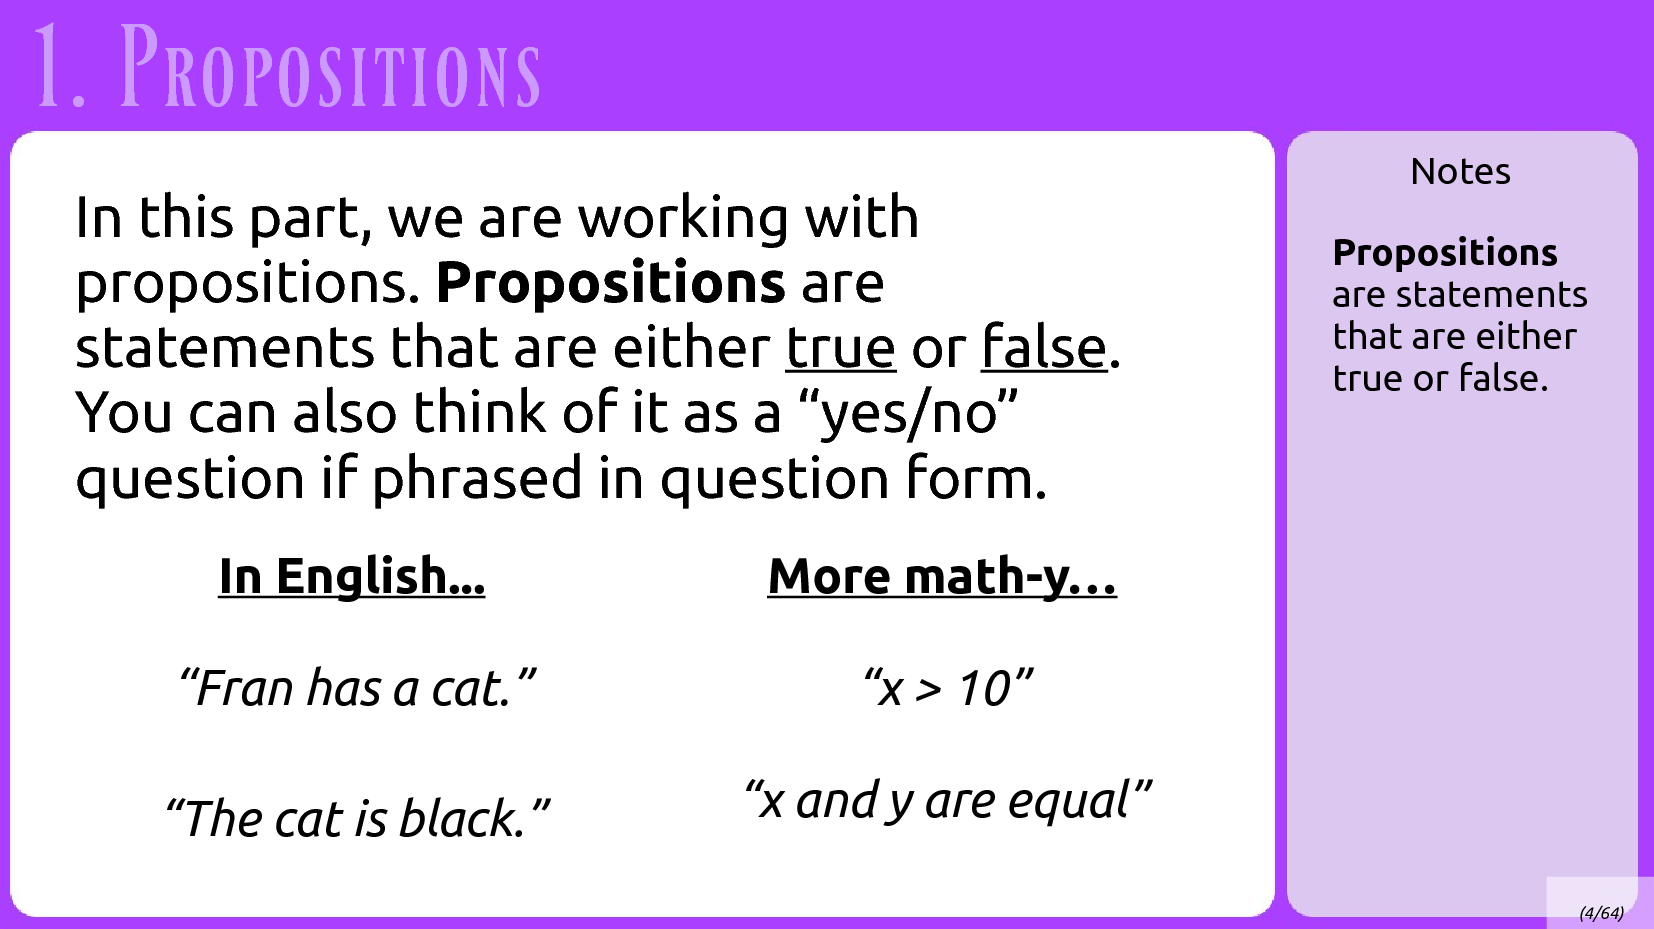 1. Propositions
In this part, we are working with
propositions. Propositions are
statements that are either true or false.
You can also think of it as a “yes/no”
question if phrased in question form.
In English...
“Fran has a cat.”
“The cat is black.”
More math-y…
“x > 10”
“x and y are equal”
Notes
Propositions
are statements
that are either
true or false.
(4/64)